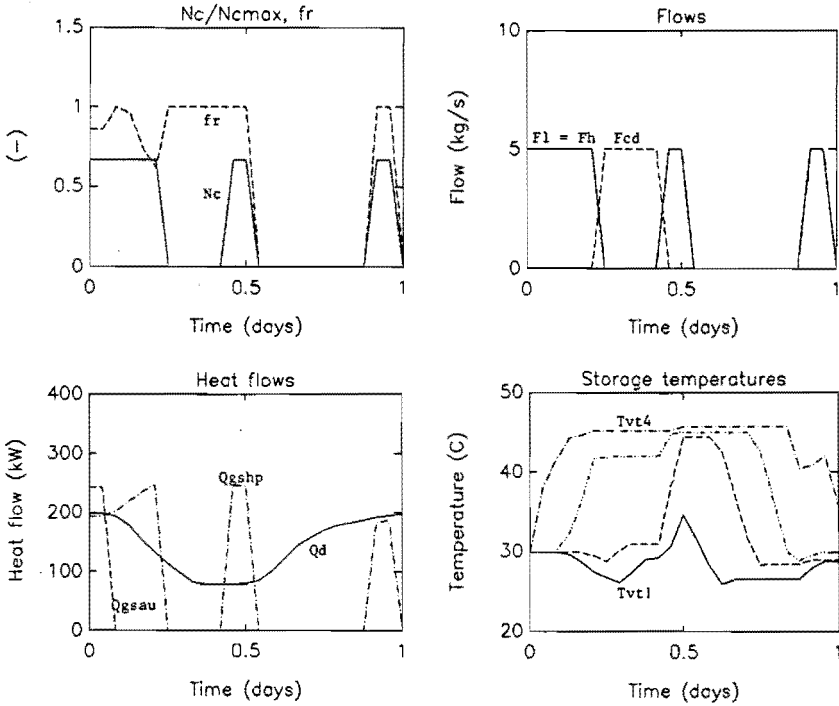 Nc/Ncmax, fr
1.5
1
0.5
0
(-)
fr
Nc
0
0.5
1
Time (days)
Flows
10
5
0
Flow (kg/s)
Fl = Fh
Fcd
0
0.5
1
Time (days)
Heat flows
400
300
200
100
0
Heat flow (kW)
Qgshp
Qd
Qgsau
0
0.5
1
Time (days)
Storage temperatures
50
40
30
20
Temperature (C)
Tvt4
Tvt1
0
0.5
1
Time (days)